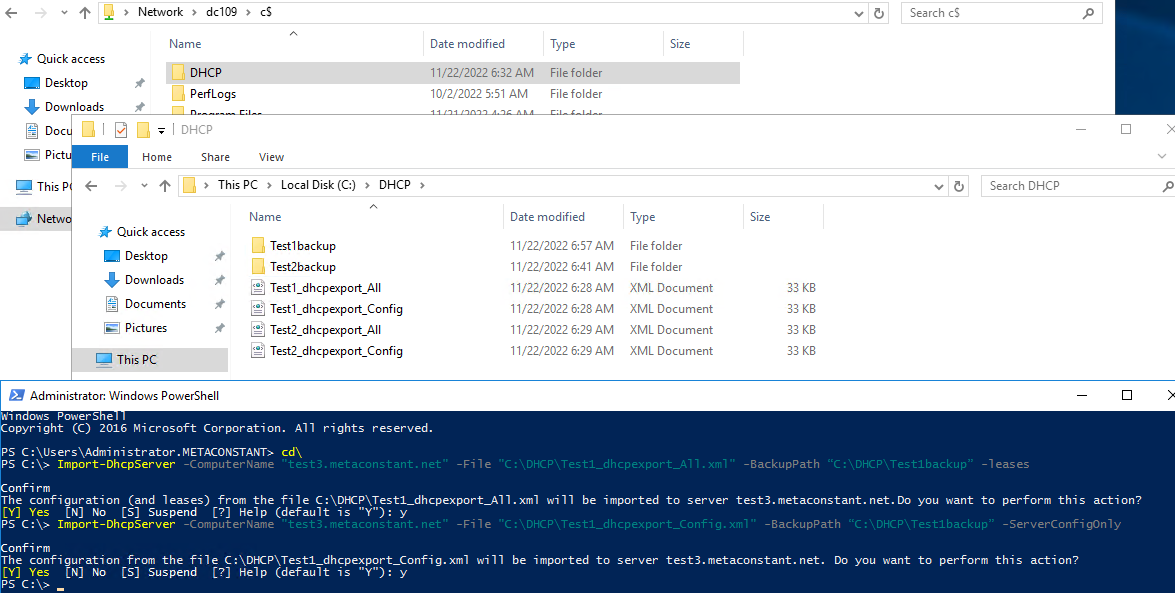 Network > dc109 > c$
Search c$
Name
Date modified
Type
Size
Quick access
Desktop
Downloads
Docu
Pictu
This PC
Netwo
DHCP 11/22/2022 6:32 AM File folder
PerfLogs 10/2/2022 5:51 AM File folder
Program Files 11/21/2022 4:26 AM File folder
DHCP
File Home Share View
This PC > Local Disk (C:) > DHCP >
Search DHCP
Quick access
Desktop
Downloads
Documents
Pictures
This PC
Name Date modified Type Size
Test1backup 11/22/2022 6:57 AM File folder
Test2backup 11/22/2022 6:41 AM File folder
Test1_dhcpexport_All 11/22/2022 6:28 AM XML Document 33 KB
Test1_dhcpexport_Config 11/22/2022 6:28 AM XML Document 33 KB
Test2_dhcpexport_All 11/22/2022 6:29 AM XML Document 33 KB
Test2_dhcpexport_Config 11/22/2022 6:29 AM XML Document 33 KB
Administrator: Windows PowerShell
Windows PowerShell
Copyright (C) 2016 Microsoft Corporation. All rights reserved.
PS C:\Users\Administrator.METACONSTANT> cd\
PS C:\> Import-DhcpServer -ComputerName "test3.metaconstant.net" -File "C:\DHCP\Test1_dhcpexport_All.xml" -BackupPath "C:\DHCP\Test1backup" -leases
Confirm
The configuration (and leases) from the file C:\DHCP\Test1_dhcpexport_All.xml will be imported to server test3.metaconstant.net.Do you want to perform this action?
[Y] Yes [N] No [S] Suspend [?] Help (default is "Y"): y
PS C:\> Import-DhcpServer -ComputerName "test3.metaconstant.net" -File "C:\DHCP\Test1_dhcpexport_Config.xml" -BackupPath "C:\DHCP\Test1backup" -ServerConfigOnly
Confirm
The configuration from the file C:\DHCP\Test1_dhcpexport_Config.xml will be imported to server test3.metaconstant.net. Do you want to perform this action?
[Y] Yes [N] No [S] Suspend [?] Help (default is "Y"): y
PS C:\>